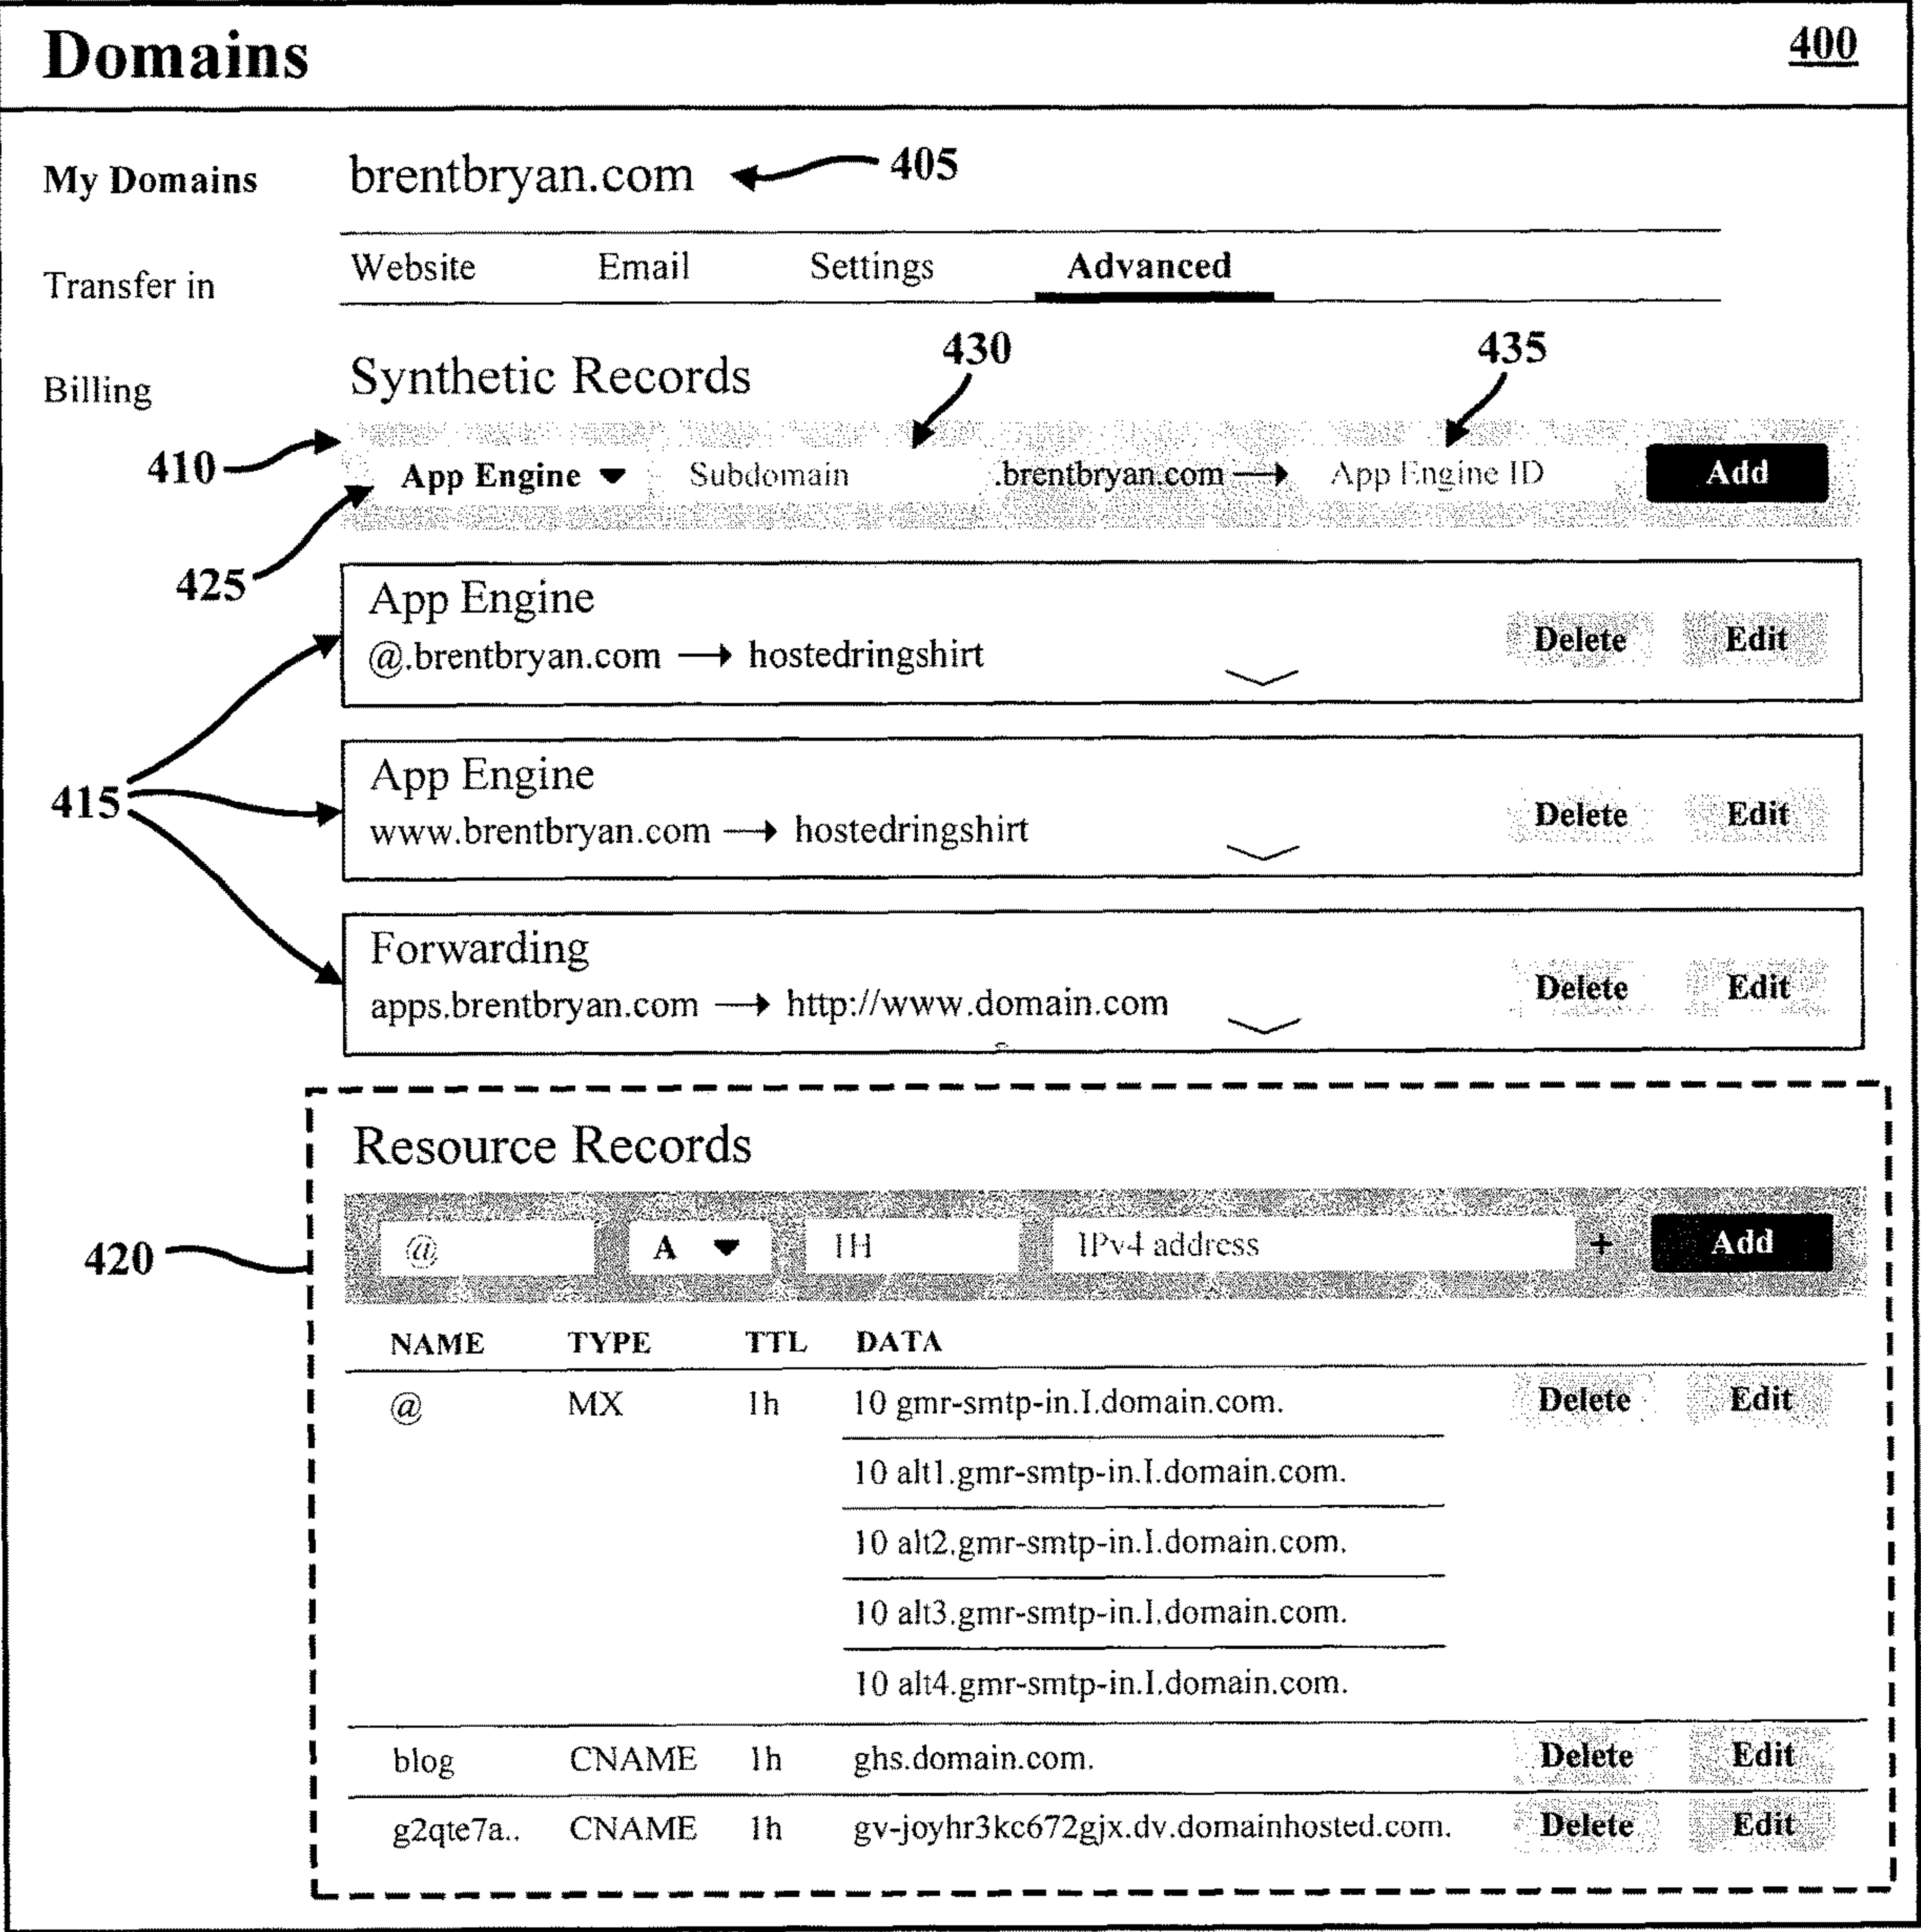 Domains 400
My Domains brentbryan.com 405
Website Email Settings Advanced
Transfer in
430 435
Synthetic Records
Billing
410 App Engine Subdomain .brentbryan.com → App Engine ID Add
425
App Engine
@.brentbryan.com → hostedringshirt Delete Edit
App Engine
415
www.brentbryan.com → hostedringshirt Delete Edit
Forwarding
apps.brentbryan.com → http://www.domain.com Delete Edit
Resource Records
420 @ A 1H IPv4 address + Add
NAME TYPE TTL DATA
@ MX 1h 10 gmr-smtp-in.I.domain.com. Delete Edit
10 alt1.gmr-smtp-in.I.domain.com.
10 alt2.gmr-smtp-in.I.domain.com.
10 alt3.gmr-smtp-in.I.domain.com.
10 alt4.gmr-smtp-in.I.domain.com.
blog CNAME 1h ghs.domain.com. Delete Edit
g2qte7a.. CNAME 1h gv-joyhr3kc672gjx.dv.domainhosted.com. Delete Edit